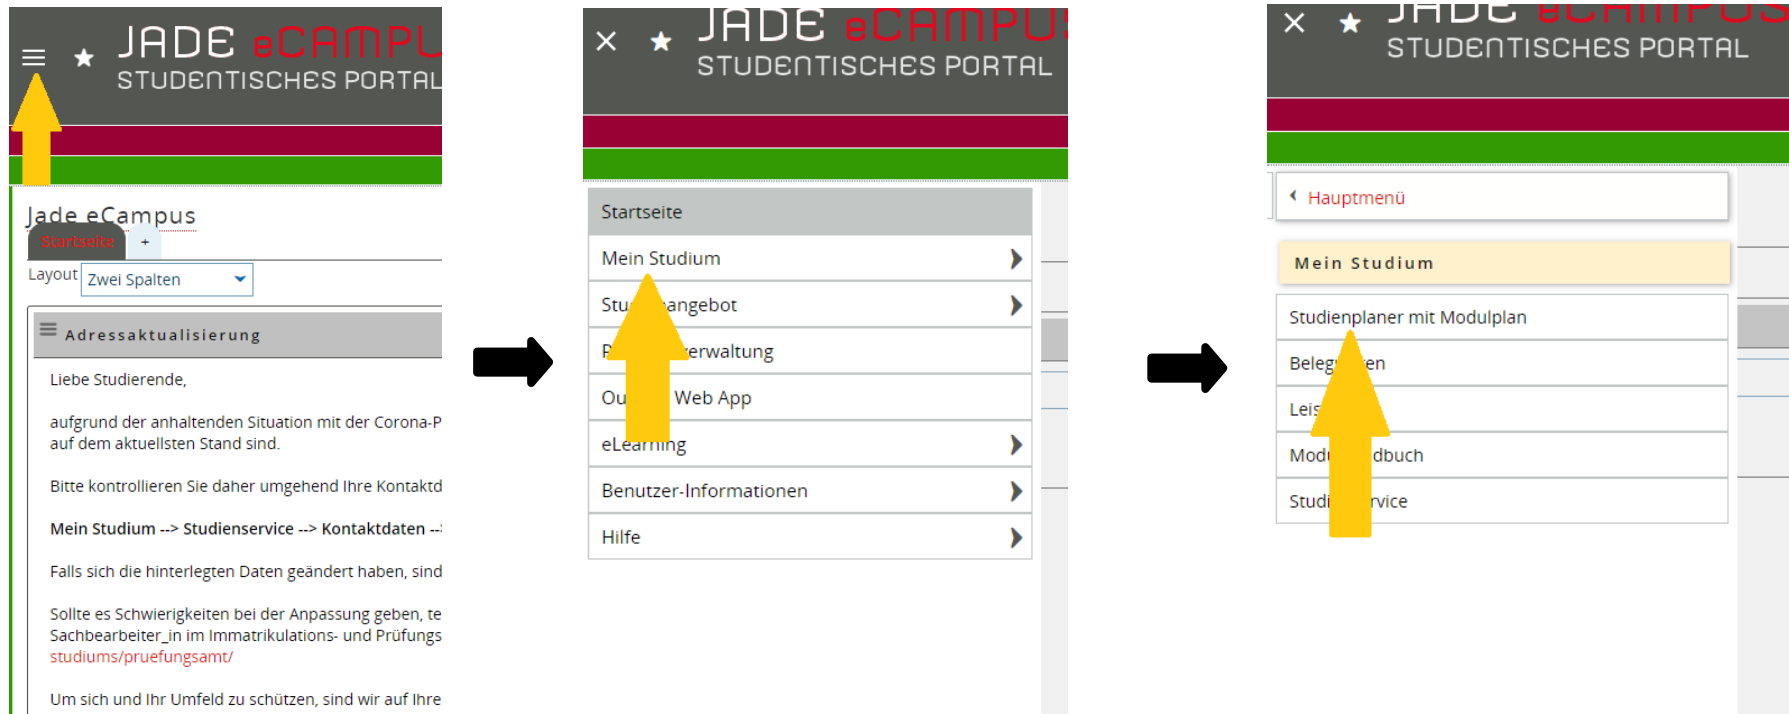 JADE eCAMPU
STUDENTISCHES PORTAL
Jade eCampus
Startseite
+
Layout Zwei Spalten
Adressaktualisierung
Liebe Studierende,
aufgrund der anhaltenden Situation mit der Corona-P
auf dem aktuellsten Stand sind.
Bitte kontrollieren Sie daher umgehend Ihre Kontaktd
Mein Studium --> Studienservice --> Kontaktdaten --
Falls sich die hinterlegten Daten geändert haben, sind
Sollte es Schwierigkeiten bei der Anpassung geben, te
Sachbearbeiter_in im Immatrikulations- und Prüfungs
studiums/pruefungsamt/
Um sich und Ihr Umfeld zu schützen, sind wir auf Ihre
JADE eCAMPUS
STUDENTISCHES PORTAL
Startseite
Mein Studium
Stu angebot
P erwaltung
Ou Web App
eLearning
Benutzer-Informationen
Hilfe
JADE eCAMPUS
STUDENTISCHES PORTAL
Hauptmenü
Mein Studium
Studienplaner mit Modulplan
Beleg en
Leis
Modu dbuch
Studi rvice